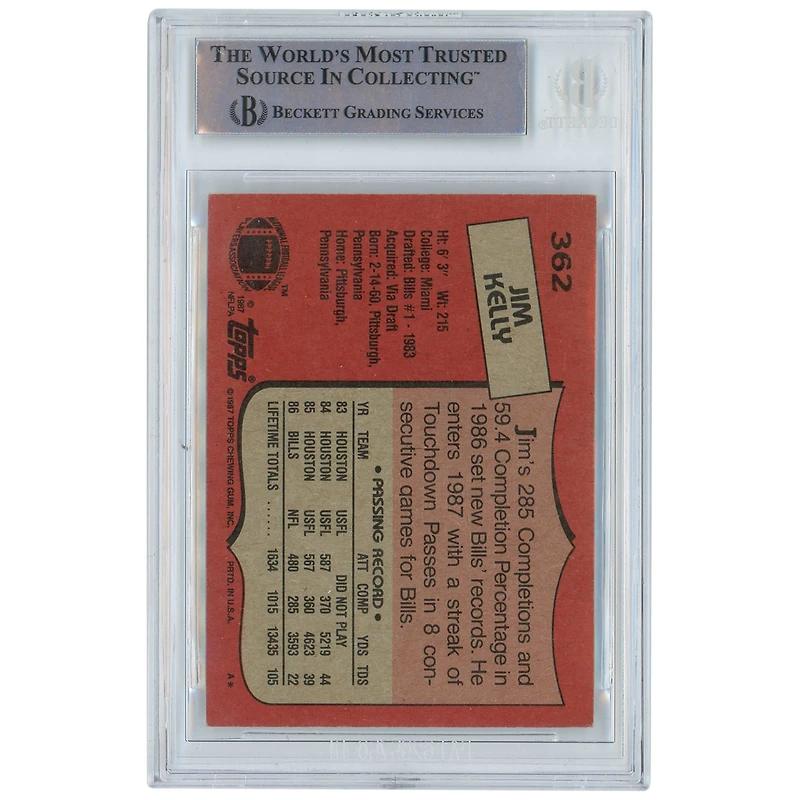 THE WORLD'S MOST TRUSTED
SOURCE IN COLLECTING™
B BECKETT GRADING SERVICES
BECKETT®
362
JIM
KELLY
Ht: 6' 3" Wt: 215
College: Miami
Drafted: Bills #1 - 1983
Acquired: Via Draft
Born: 2-14-60, Pittsburgh,
Pennsylvania
Home: Pittsburgh,
Pennsylvania
™
© 1987
NFLPA
topps®
© 1987 TOPPS CHEWING GUM, INC. PRTD. IN U.S.A. A*
Jim's 285 Completions and
59.4 Completion Percentage in
1986 set new Bills' records. He
enters 1987 with a streak of
Touchdown Passes in 8 con-
secutive games for Bills.
• PASSING RECORD •
YR TEAM ATT COMP YDS TDS
83 HOUSTON USFL DID NOT PLAY
84 HOUSTON USFL 587 370 5219 44
85 HOUSTON USFL 567 360 4623 39
86 BILLS NFL 480 285 3593 22
LIFETIME TOTALS ...... 1634 1015 13435 105